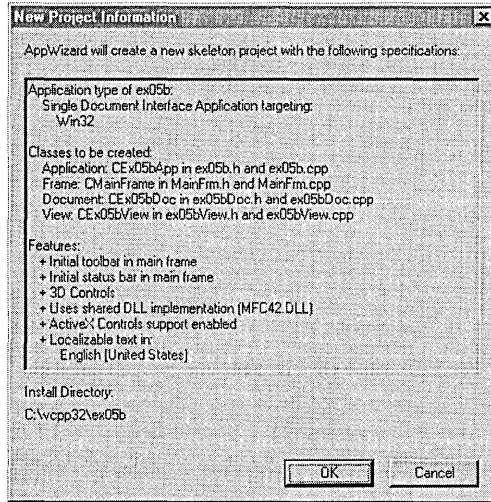 New Project Information
AppWizard will create a new skeleton project with the following specifications:
Application type of ex05b:
Single Document Interface Application targeting:
Win32
Classes to be created:
Application: CEx05bApp in ex05b.h and ex05b.cpp
Frame: CMainFrame in MainFrm.h and MainFrm.cpp
Document: CEx05bDoc in ex05bDoc.h and ex05bDoc.cpp
View: CEx05bView in ex05bView.h and ex05bView.cpp
Features:
+ Initial toolbar in main frame
+ Initial status bar in main frame
+ 3D Controls
+ Uses shared DLL implementation (MFC42.DLL)
+ ActiveX Controls support enabled
+ Localizable text in:
English [United States]
Install Directory:
C:\vcpp32\ex05b
OK
Cancel